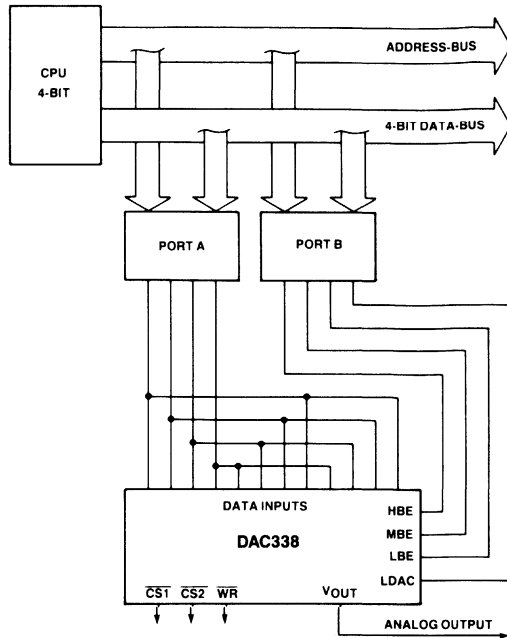 CPU
4-BIT
ADDRESS-BUS
4-BIT DATA-BUS
PORT A
PORT B
DATA INPUTS
DAC338
HBE
MBE
LBE
LDAC
CS1
CS2
WR
VOUT
ANALOG OUTPUT